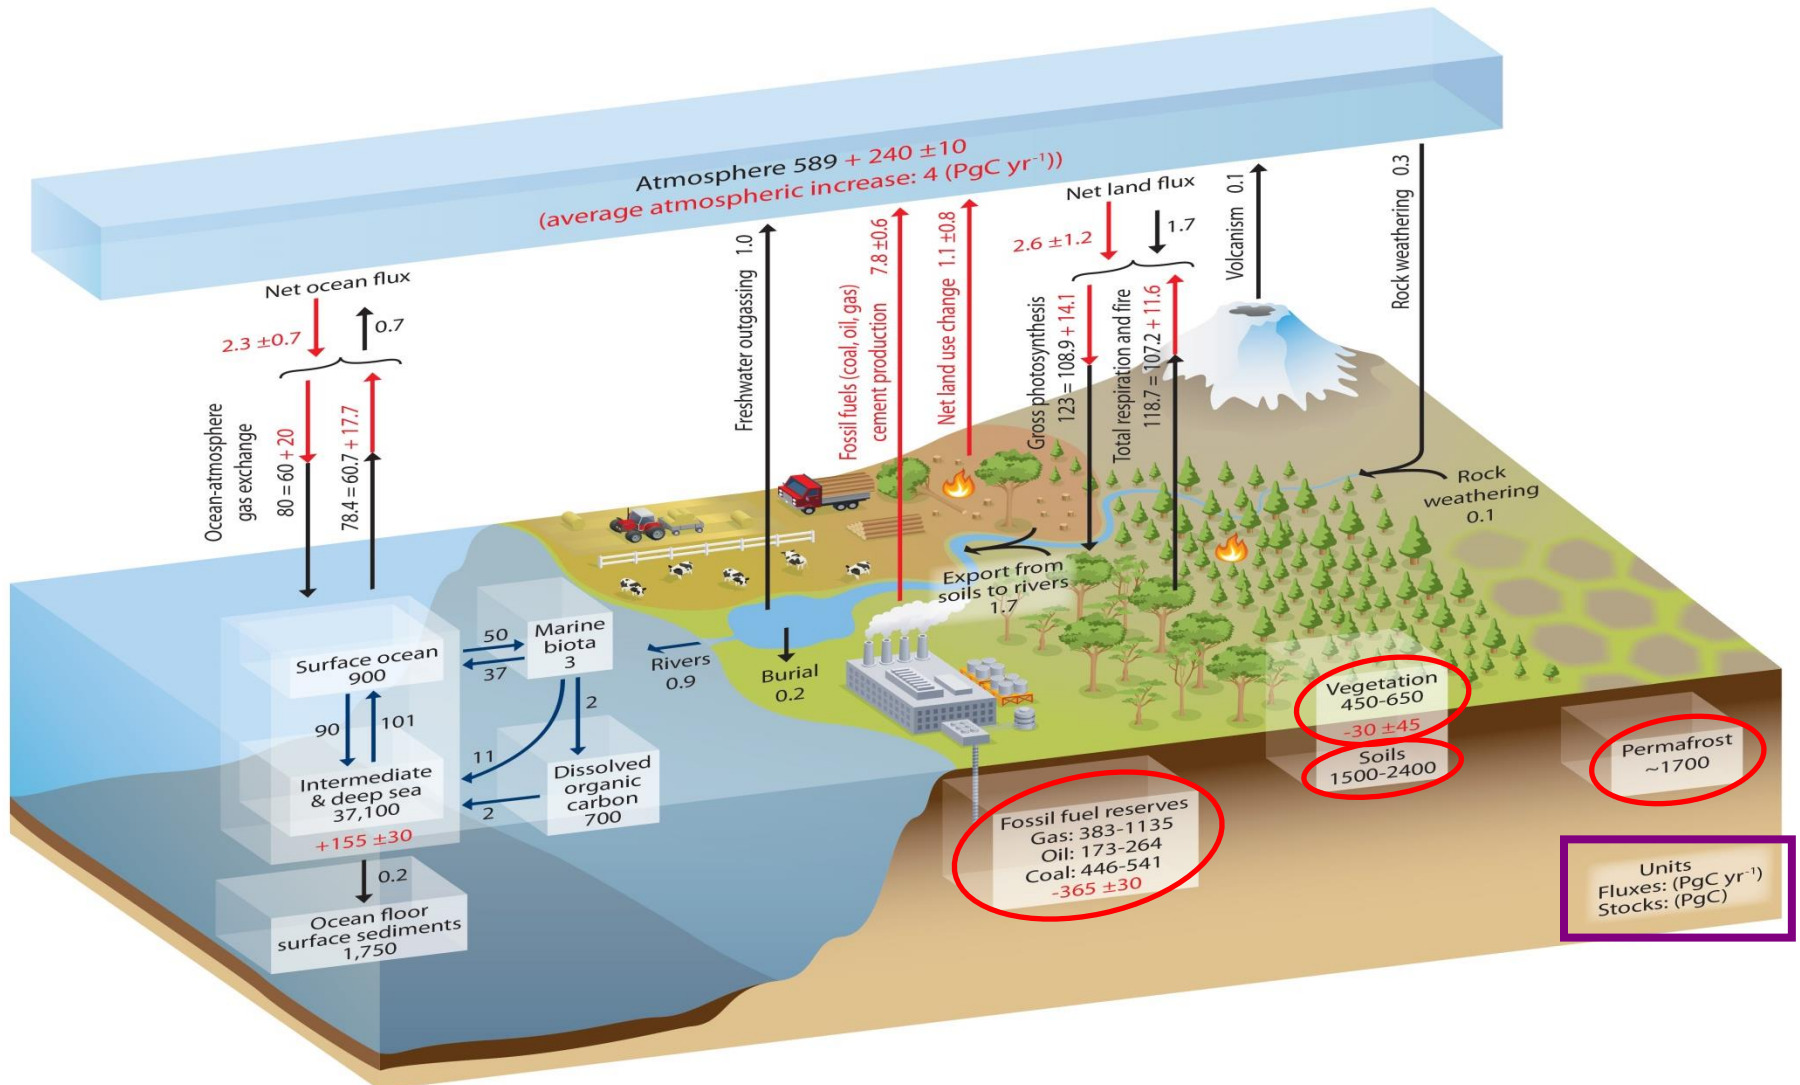 Atmosphere 589 + 240 ±10
(average atmospheric increase: 4 (PgC yr⁻¹))
Net ocean flux
2.3 ±0.7
0.7
Ocean-atmosphere
gas exchange
80 = 60 + 20
78.4 = 60.7 + 17.7
Freshwater outgassing 1.0
Fossil fuels (coal, oil, gas)
cement production 7.8 ±0.6
Net land use change 1.1 ±0.8
Net land flux
2.6 ±1.2
1.7
Gross photosynthesis
123 = 108.9 + 14.1
Total respiration and fire
118.7 = 107.2 + 11.6
Volcanism 0.1
Rock weathering 0.3
Rock
weathering
0.1
Export from
soils to rivers
1.7
Surface ocean
900
50
37
Marine
biota
3
Rivers
0.9
Burial
0.2
90
101
11
2
Intermediate
& deep sea
37,100
+155 ±30
2
Dissolved
organic
carbon
700
0.2
Ocean floor
surface sediments
1,750
Vegetation
450-650
-30 ±45
Soils
1500-2400
Permafrost
~1700
Fossil fuel reserves
Gas: 383-1135
Oil: 173-264
Coal: 446-541
-365 ±30
Units
Fluxes: (PgC yr⁻¹)
Stocks: (PgC)